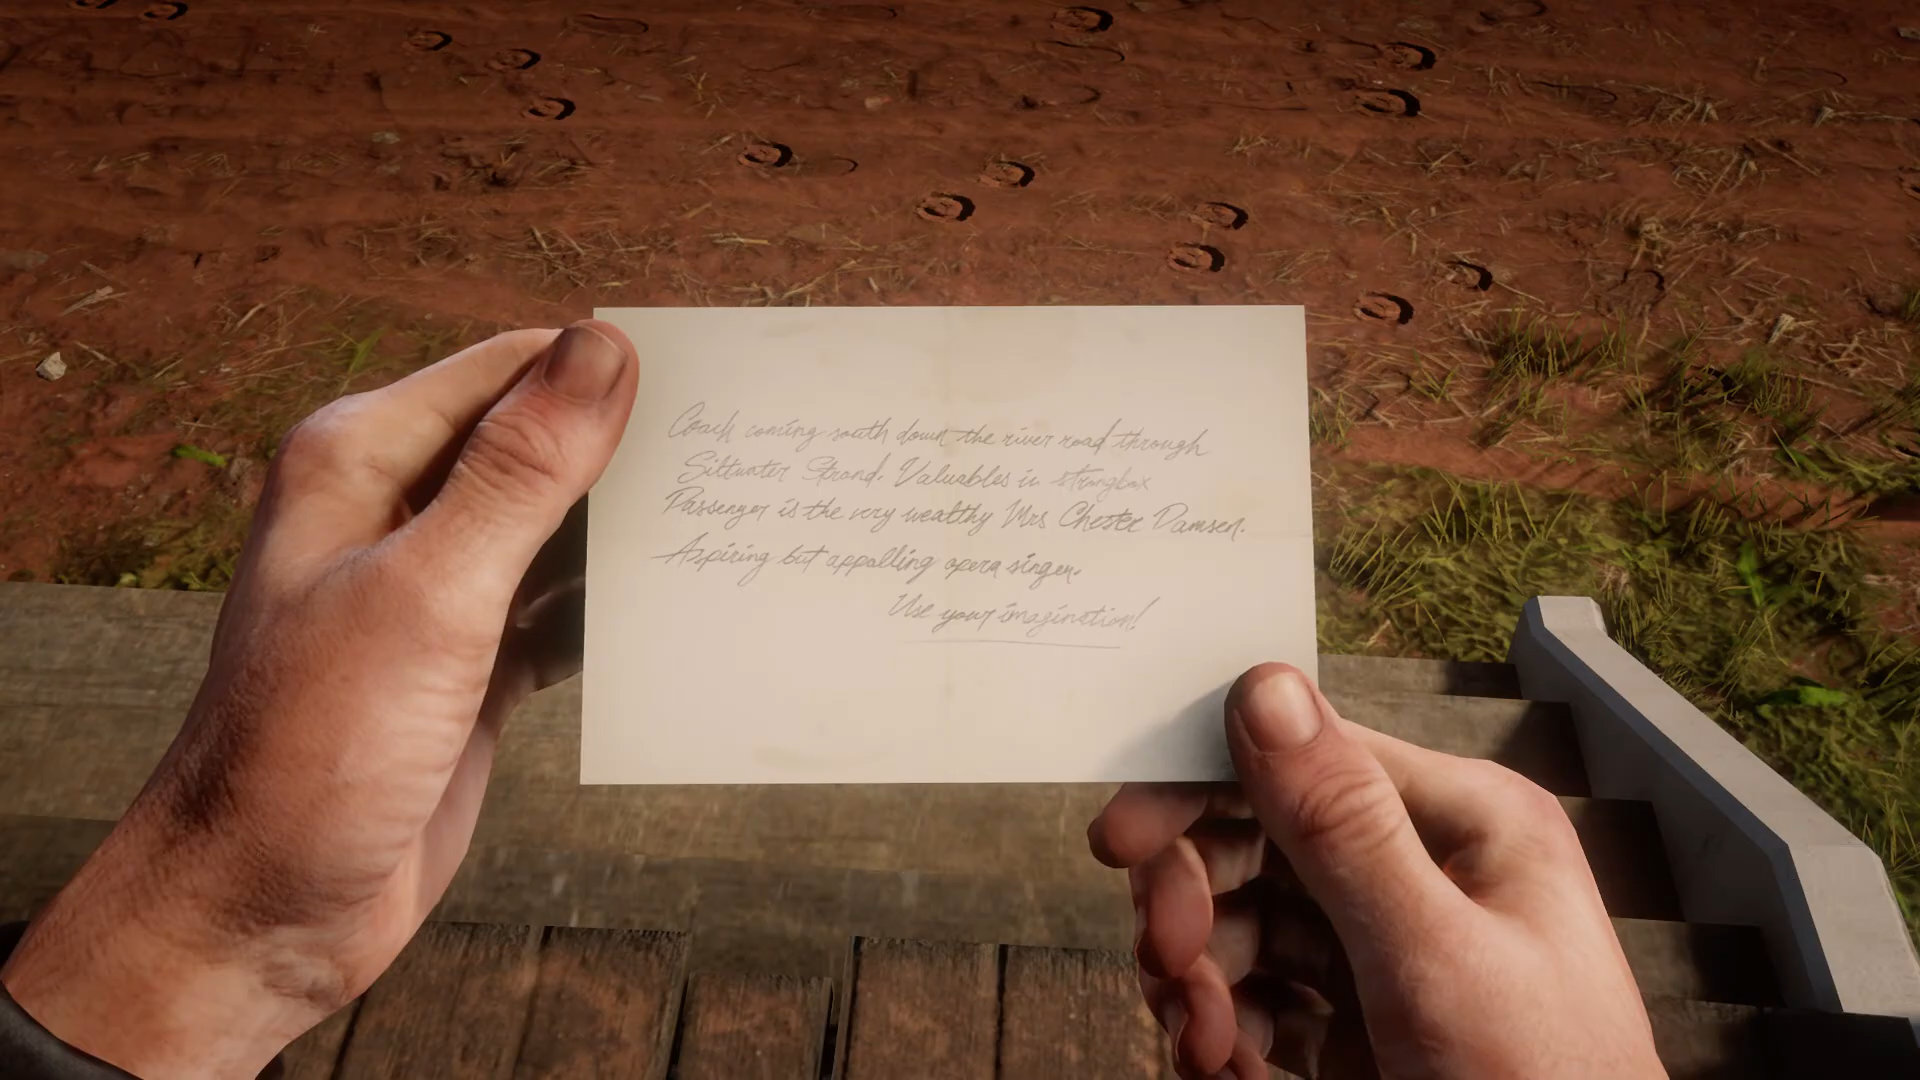 Coach coming south down the river road through
Siltwater Strand. Valuables in strongbox
Passenger is the very wealthy Mrs Chester Damsen.
Aspiring but appalling opera singer.
Use your imagination!